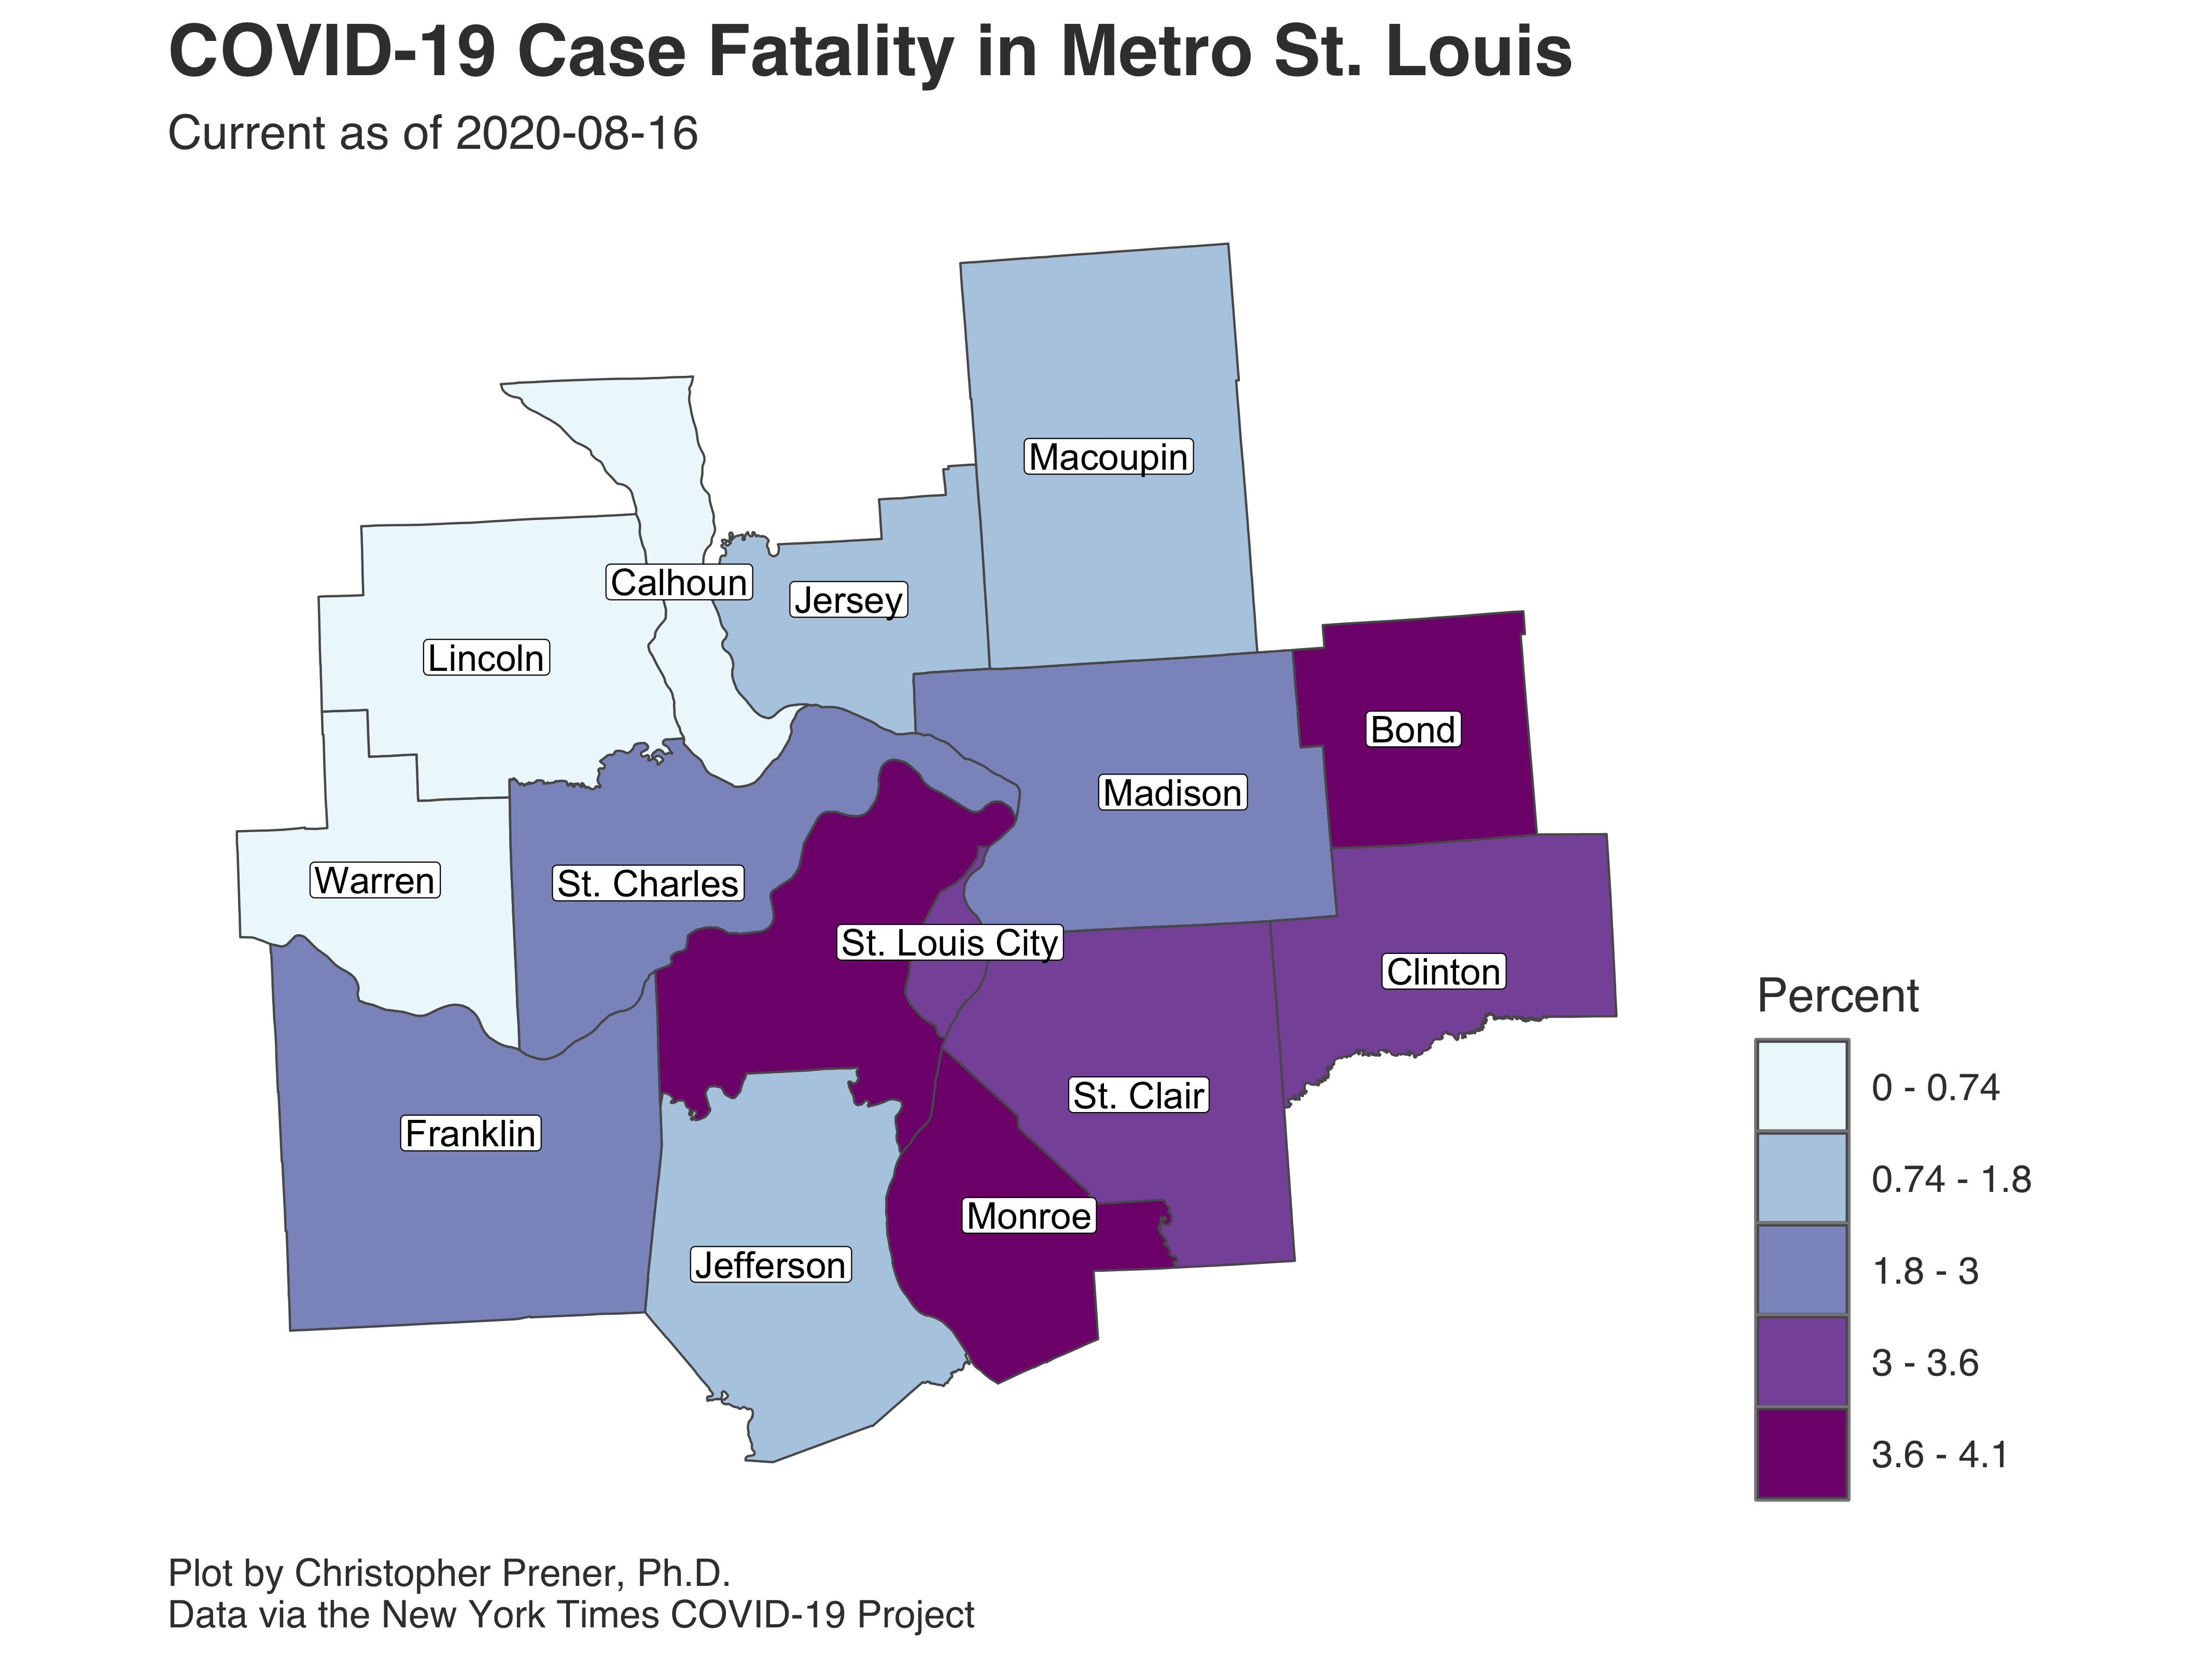 COVID-19 Case Fatality in Metro St. Louis
Current as of 2020-08-16
Macoupin
Calhoun
Jersey
Lincoln
Bond
Madison
Warren
St. Charles
St. Louis City
Clinton
St. Clair
Franklin
Monroe
Jefferson
Percent
0 - 0.74
0.74 - 1.8
1.8 - 3
3 - 3.6
3.6 - 4.1
Plot by Christopher Prener, Ph.D.
Data via the New York Times COVID-19 Project